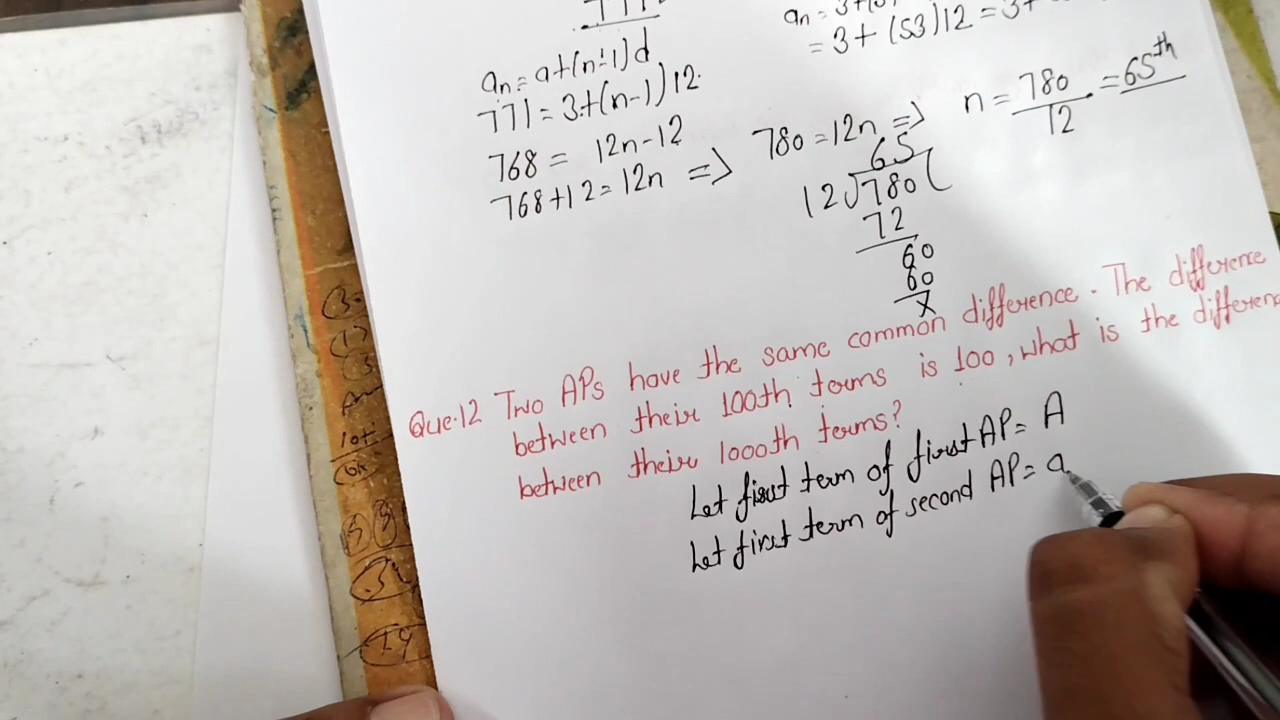 an = 3+(5
= 3 + (53)12 = 3+
an = a+(n-1)d
771 = 3+(n-1)12
768 = 12n-12
768+12 = 12n => 780 = 12n => n = 780/12 = 65th
65
12)780(
72
60
60
x
Que.12 Two APs have the same common difference. The difference
between their 100th terms is 100, what is the differenc
between their 1000th terms?
Let first term of first AP = A
Let first term of second AP = a